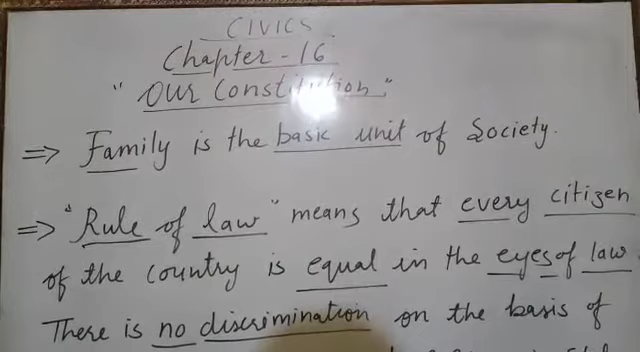 CIVICS.
Chapter - 16
"Our Constitution"
⇒ Family is the basic unit of Society.
⇒ "Rule of law" means that every citizen
of the country is equal in the eyes of law.
There is no discrimination on the basis of